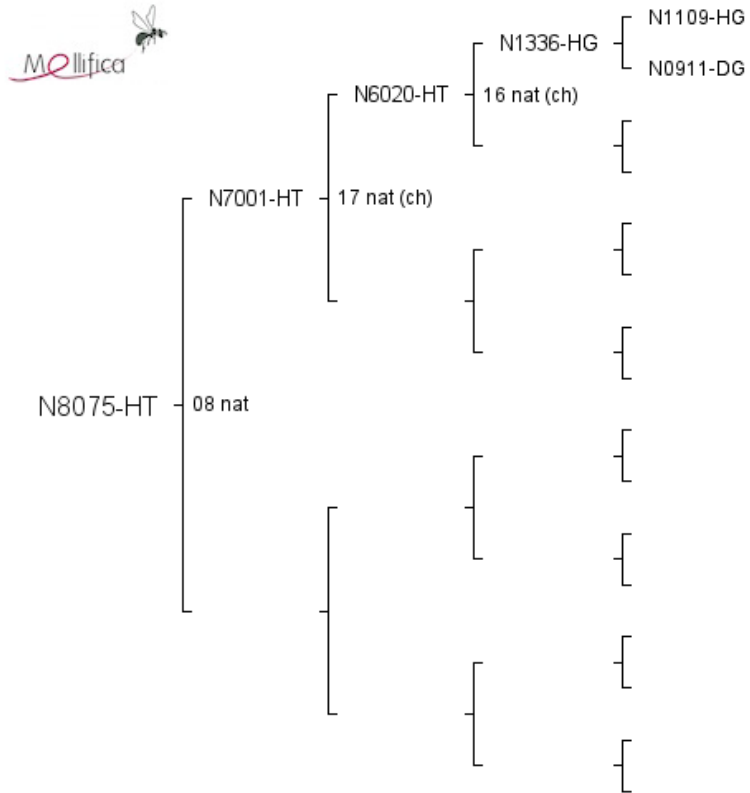 Mellifica
N1109-HG
N1336-HG
N0911-DG
N6020-HT
16 nat (ch)
N7001-HT
17 nat (ch)
N8075-HT
08 nat